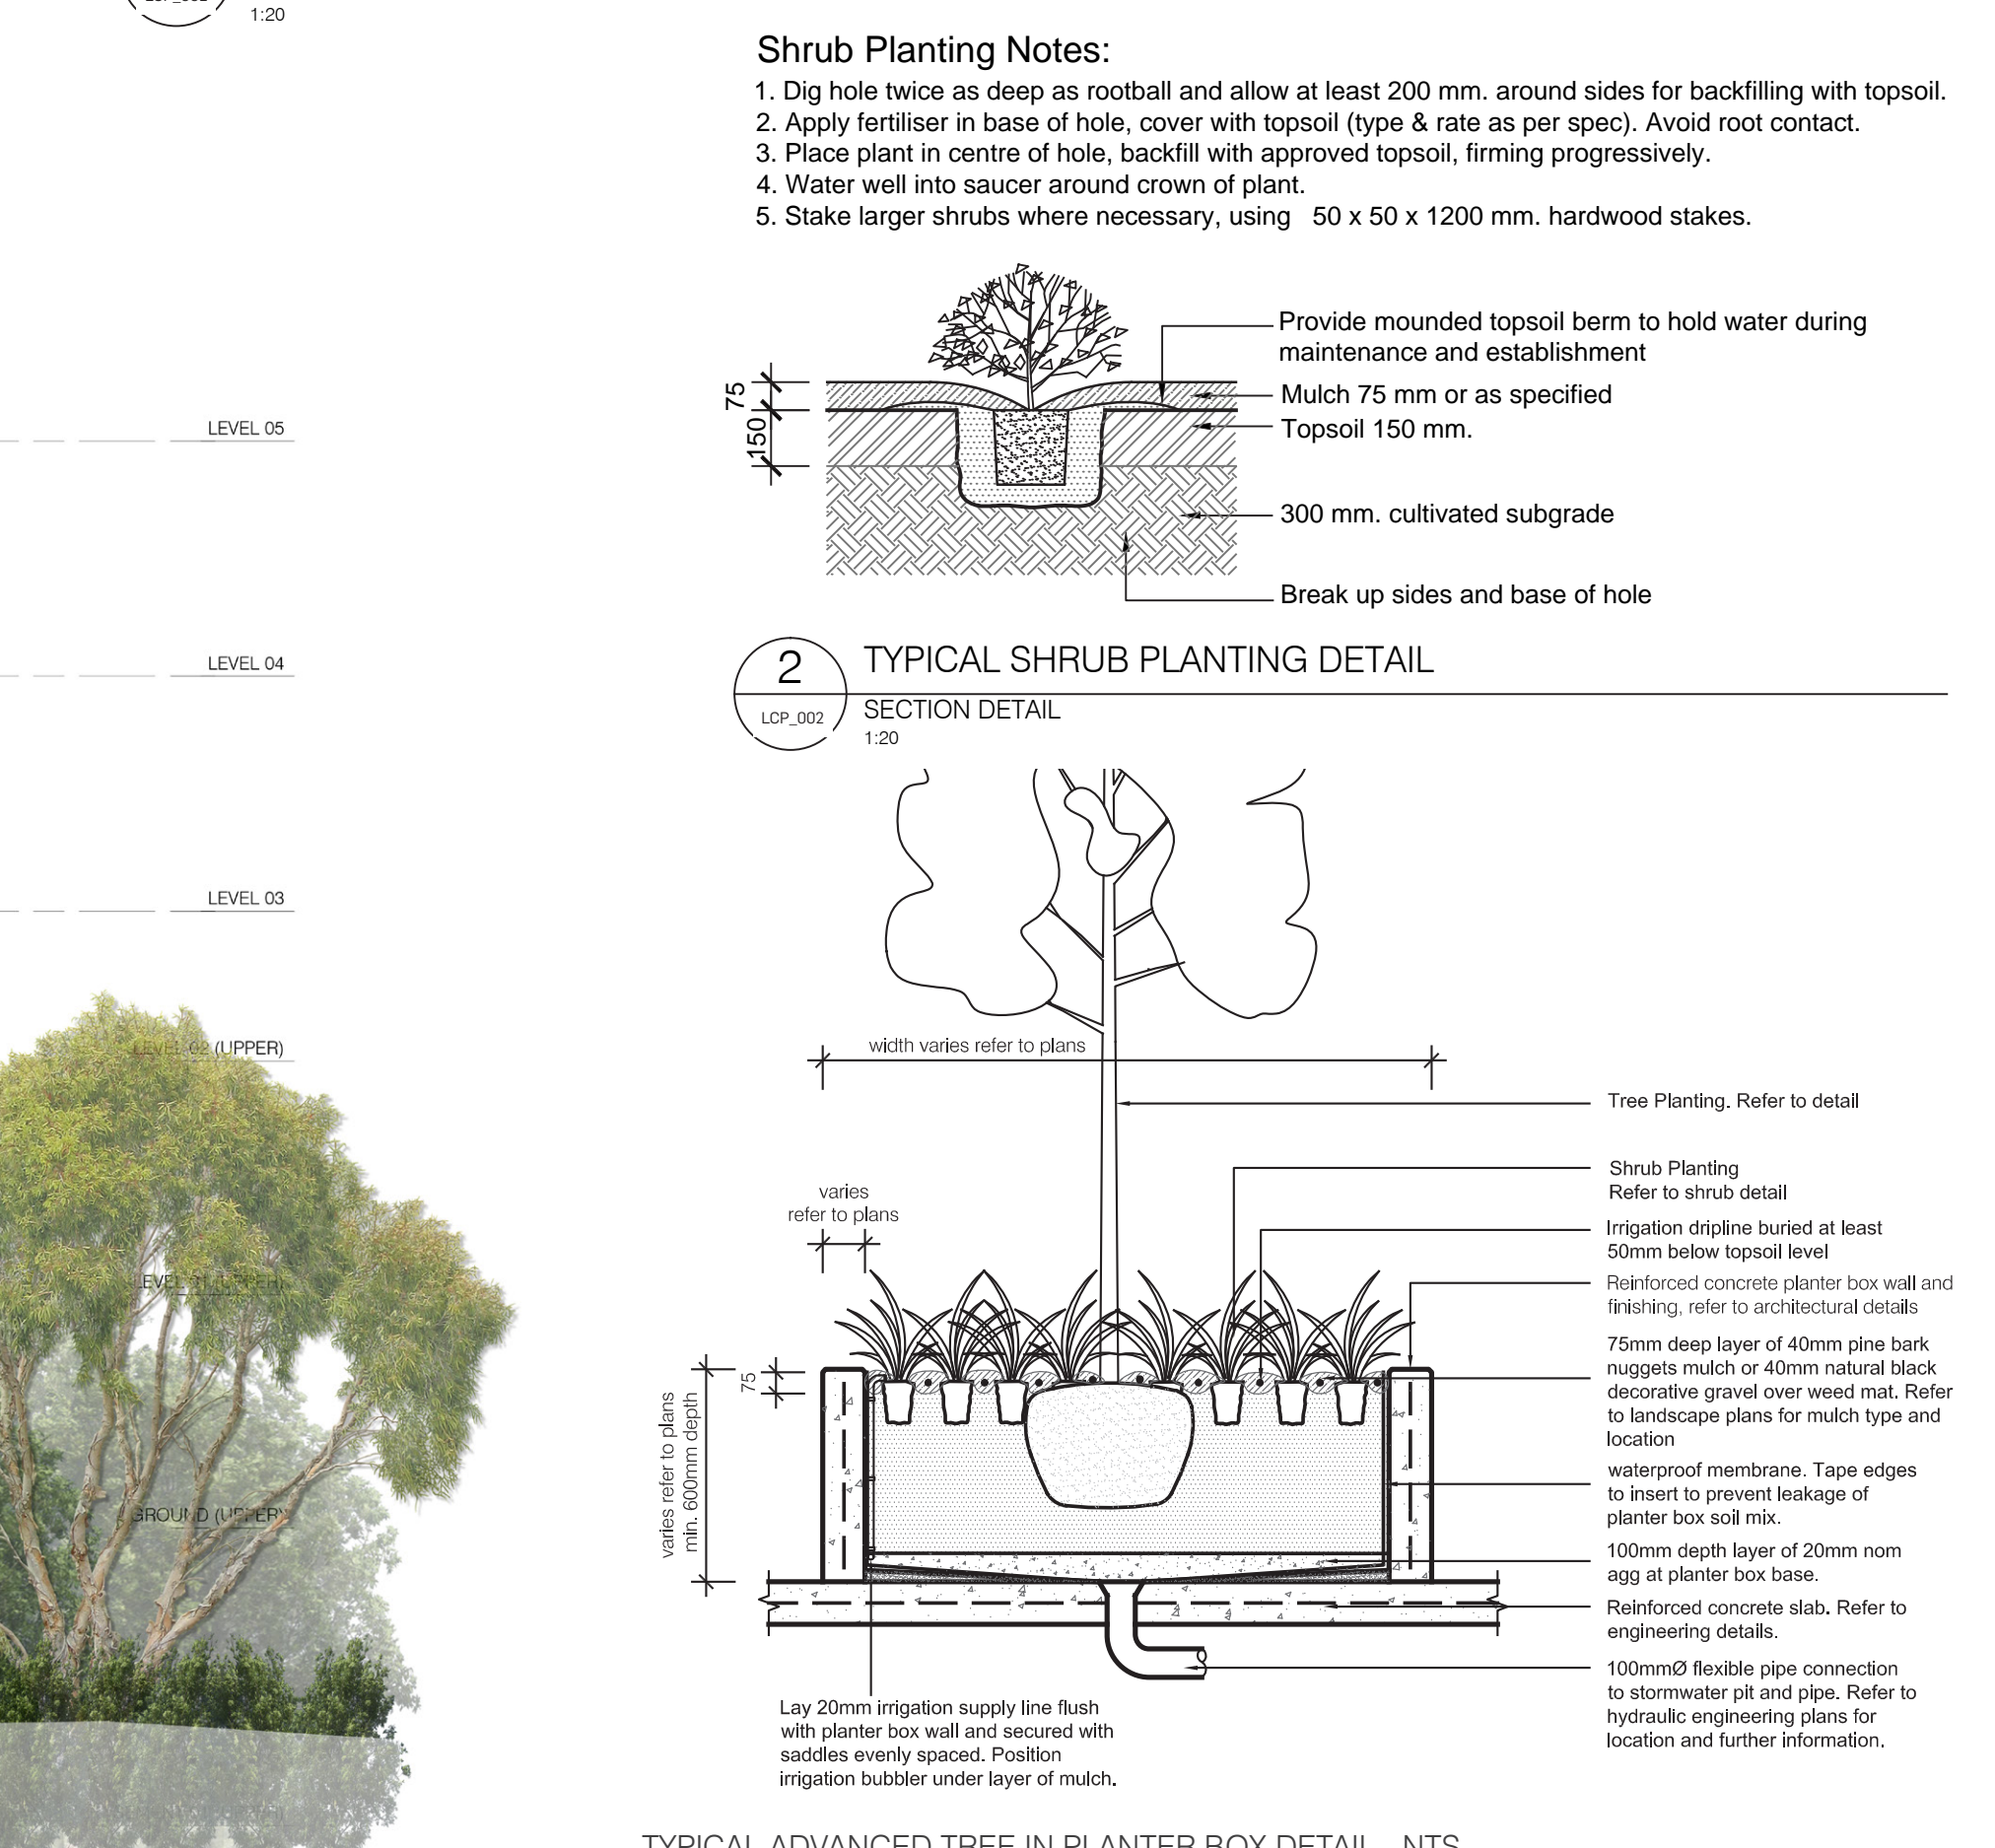 1:20
Shrub Planting Notes:
1. Dig hole twice as deep as rootball and allow at least 200 mm. around sides for backfilling with topsoil.
2. Apply fertiliser in base of hole, cover with topsoil (type & rate as per spec). Avoid root contact.
3. Place plant in centre of hole, backfill with approved topsoil, firming progressively.
4. Water well into saucer around crown of plant.
5. Stake larger shrubs where necessary, using 50 x 50 x 1200 mm. hardwood stakes.
Provide mounded topsoil berm to hold water during
maintenance and establishment
75
Mulch 75 mm or as specified
150
Topsoil 150 mm.
300 mm. cultivated subgrade
Break up sides and base of hole
2
LCP_002
TYPICAL SHRUB PLANTING DETAIL
SECTION DETAIL
1:20
LEVEL 05
LEVEL 04
LEVEL 03
LEVEL 02 (UPPER)
GROUND (UPPER)
width varies refer to plans
Tree Planting. Refer to detail
Shrub Planting
Refer to shrub detail
varies
refer to plans
Irrigation dripline buried at least
50mm below topsoil level
Reinforced concrete planter box wall and
finishing, refer to architectural details
75mm deep layer of 40mm pine bark
nuggets mulch or 40mm natural black
decorative gravel over weed mat. Refer
to landscape plans for mulch type and
location
varies refer to plans
min. 600mm depth
75
waterproof membrane. Tape edges
to insert to prevent leakage of
planter box soil mix.
100mm depth layer of 20mm nom
agg at planter box base.
Reinforced concrete slab. Refer to
engineering details.
100mmØ flexible pipe connection
to stormwater pit and pipe. Refer to
hydraulic engineering plans for
location and further information.
Lay 20mm irrigation supply line flush
with planter box wall and secured with
saddles evenly spaced. Position
irrigation bubbler under layer of mulch.
TYPICAL ADVANCED TREE IN PLANTER BOX DETAIL - NTS